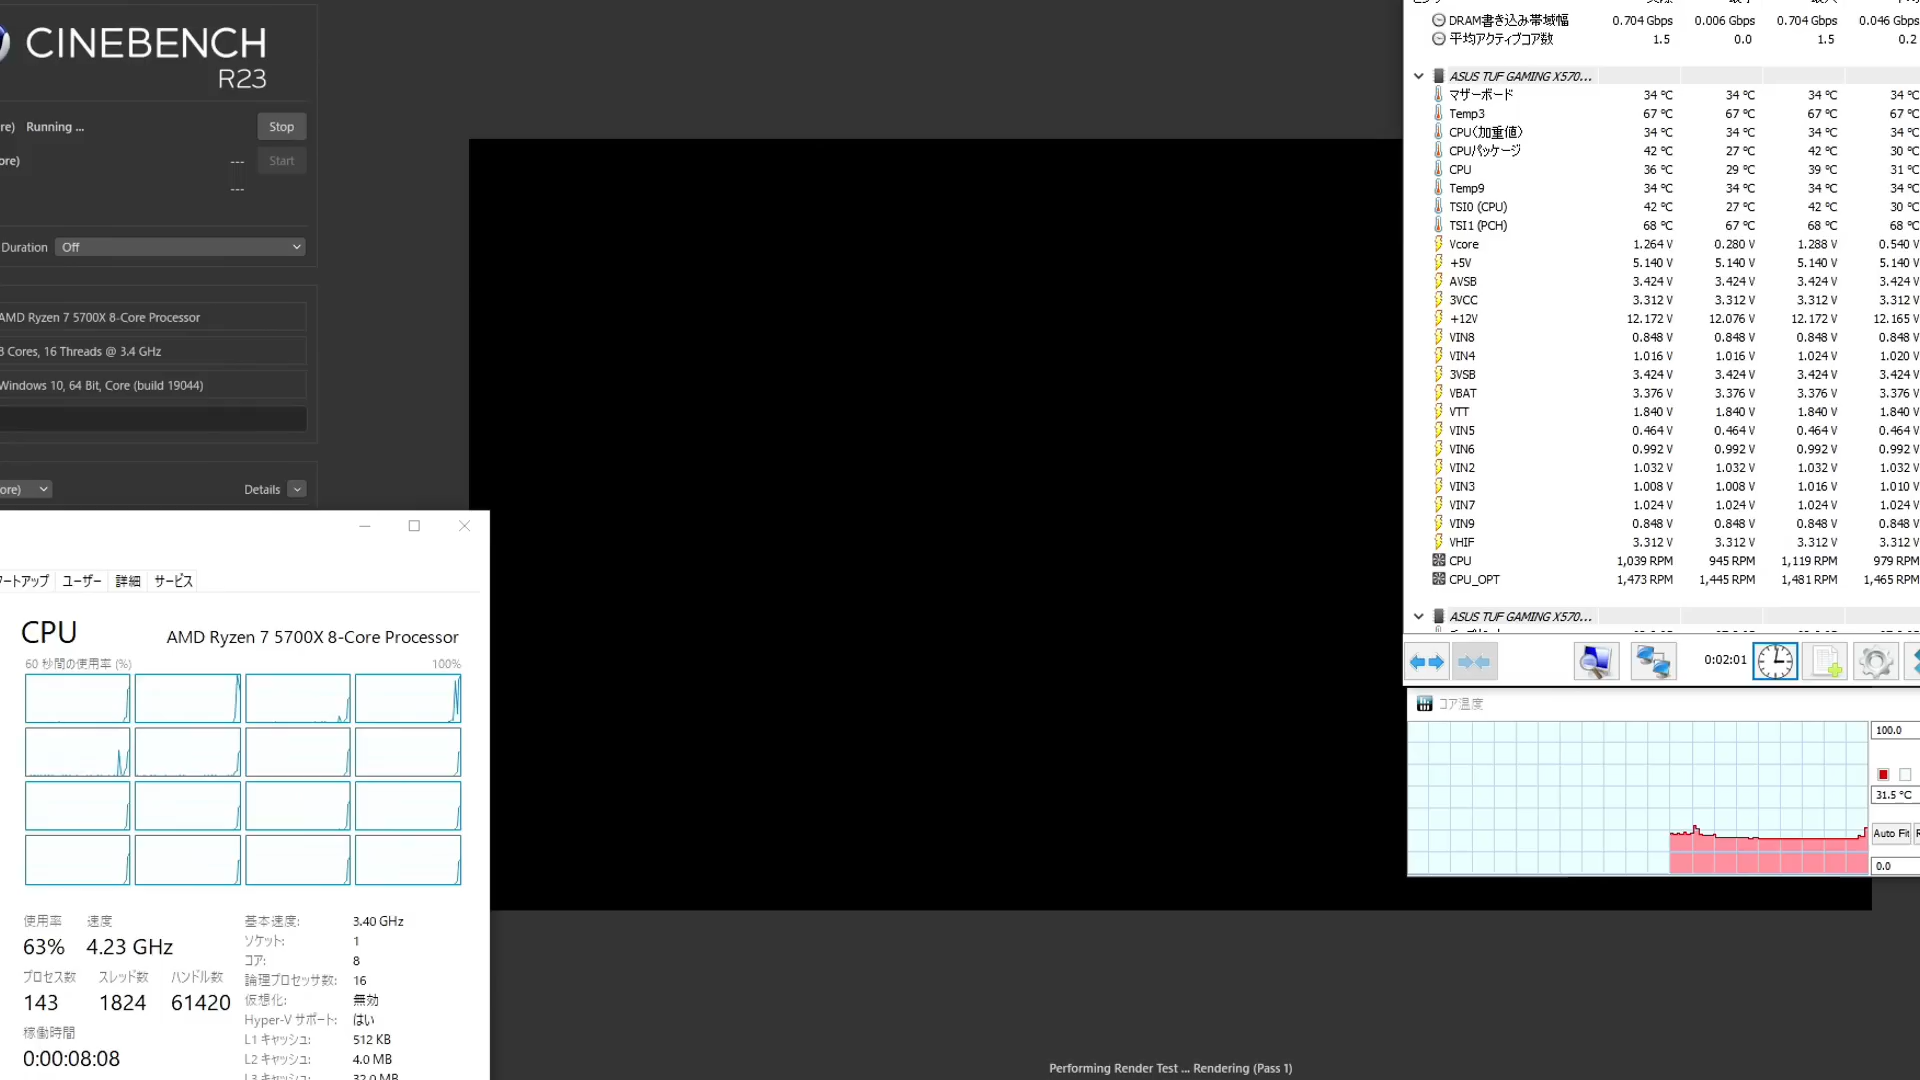 CINEBENCH
R23
re) Running ... Stop
ore) --- Start
---
Duration Off
AMD Ryzen 7 5700X 8-Core Processor
8 Cores, 16 Threads @ 3.4 GHz
Windows 10, 64 Bit, Core (build 19044)
ore) Details
タートアップ ユーザー 詳細 サービス
CPU AMD Ryzen 7 5700X 8-Core Processor
60 秒間の使用率 (%) 100%
使用率 速度
63% 4.23 GHz
プロセス数 スレッド数 ハンドル数
143 1824 61420
稼働時間
0:00:08:08
基本速度: 3.40 GHz
ソケット: 1
コア: 8
論理プロセッサ数: 16
仮想化: 無効
Hyper-V サポート: はい
L1 キャッシュ: 512 KB
L2 キャッシュ: 4.0 MB
L3 キャッシュ: 32.0 MB
Performing Render Test ... Rendering (Pass 1)
DRAM書き込み帯域幅 0.704 Gbps 0.006 Gbps 0.704 Gbps 0.046 Gbps
平均アクティブコア数 1.5 0.0 1.5 0.2
ASUS TUF GAMING X570...
マザーボード 34 ℃ 34 ℃ 34 ℃ 34 ℃
Temp3 67 ℃ 67 ℃ 67 ℃ 67 ℃
CPU(加重値) 34 ℃ 34 ℃ 34 ℃ 34 ℃
CPUパッケージ 42 ℃ 27 ℃ 42 ℃ 30 ℃
CPU 36 ℃ 29 ℃ 39 ℃ 31 ℃
Temp9 34 ℃ 34 ℃ 34 ℃ 34 ℃
TSI0 (CPU) 42 ℃ 27 ℃ 42 ℃ 30 ℃
TSI1 (PCH) 68 ℃ 67 ℃ 68 ℃ 68 ℃
Vcore 1.264 V 0.280 V 1.288 V 0.540 V
+5V 5.140 V 5.140 V 5.140 V 5.140 V
AVSB 3.424 V 3.424 V 3.424 V 3.424 V
3VCC 3.312 V 3.312 V 3.312 V 3.312 V
+12V 12.172 V 12.076 V 12.172 V 12.165 V
VIN8 0.848 V 0.848 V 0.848 V 0.848 V
VIN4 1.016 V 1.016 V 1.024 V 1.020 V
3VSB 3.424 V 3.424 V 3.424 V 3.424 V
VBAT 3.376 V 3.376 V 3.376 V 3.376 V
VTT 1.840 V 1.840 V 1.840 V 1.840 V
VIN5 0.464 V 0.464 V 0.464 V 0.464 V
VIN6 0.992 V 0.992 V 0.992 V 0.992 V
VIN2 1.032 V 1.032 V 1.032 V 1.032 V
VIN3 1.008 V 1.008 V 1.016 V 1.010 V
VIN7 1.024 V 1.024 V 1.024 V 1.024 V
VIN9 0.848 V 0.848 V 0.848 V 0.848 V
VHIF 3.312 V 3.312 V 3.312 V 3.312 V
CPU 1,039 RPM 945 RPM 1,119 RPM 979 RPM
CPU_OPT 1,473 RPM 1,445 RPM 1,481 RPM 1,465 RPM
ASUS TUF GAMING X570...
0:02:01
コア温度
100.0
31.5 ℃
Auto Fit R
0.0